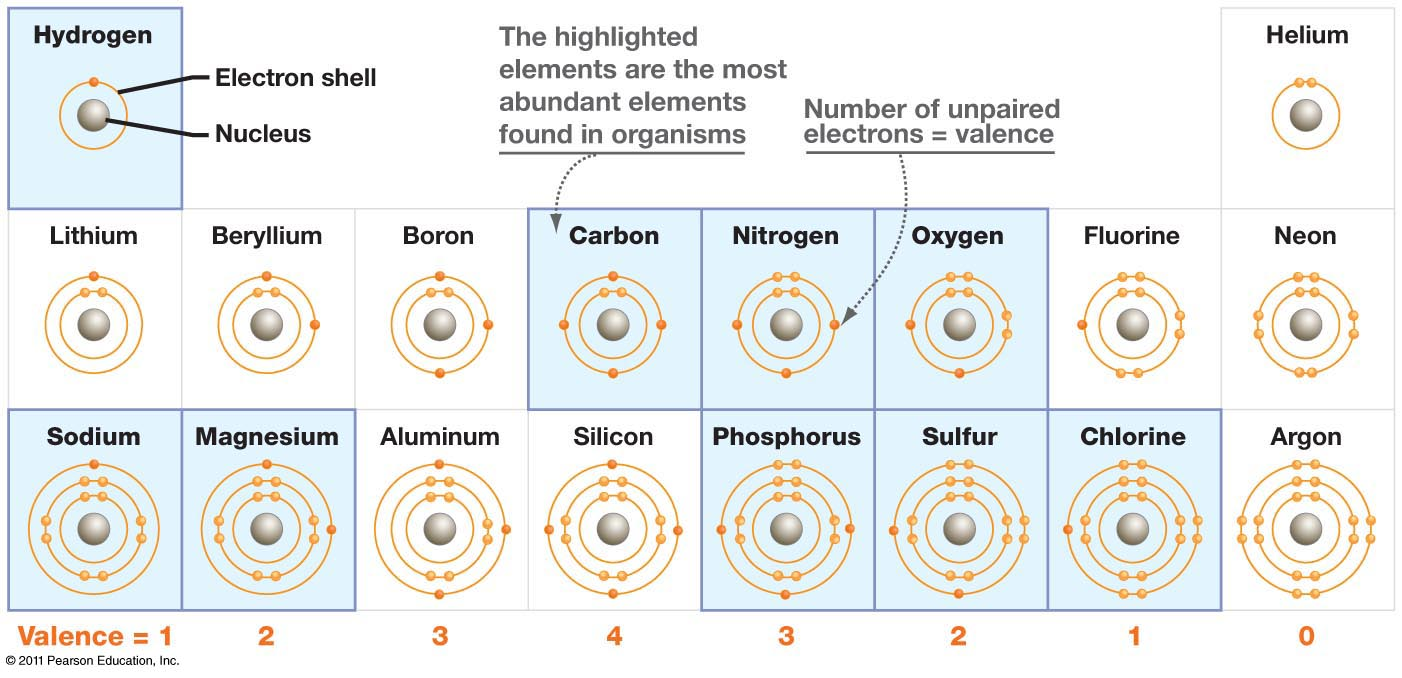 Hydrogen
Electron shell
Nucleus
The highlighted
elements are the most
abundant elements
found in organisms
Number of unpaired
electrons = valence
Helium
Lithium
Beryllium
Boron
Carbon
Nitrogen
Oxygen
Fluorine
Neon
Sodium
Magnesium
Aluminum
Silicon
Phosphorus
Sulfur
Chlorine
Argon
Valence = 1 2 3 4 3 2 1 0
© 2011 Pearson Education, Inc.